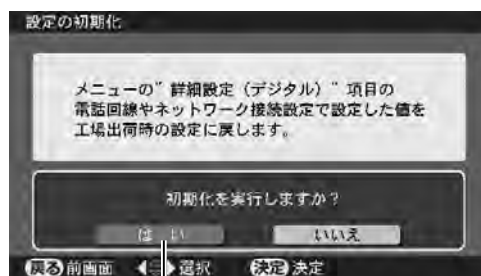 設定の初期化
メニューの"詳細設定（デジタル）"項目の
電話回線やネットワーク接続設定で設定した値を
工場出荷時の設定に戻します。
初期化を実行しますか？
はい いいえ
戻る 前画面 選択 決定 決定